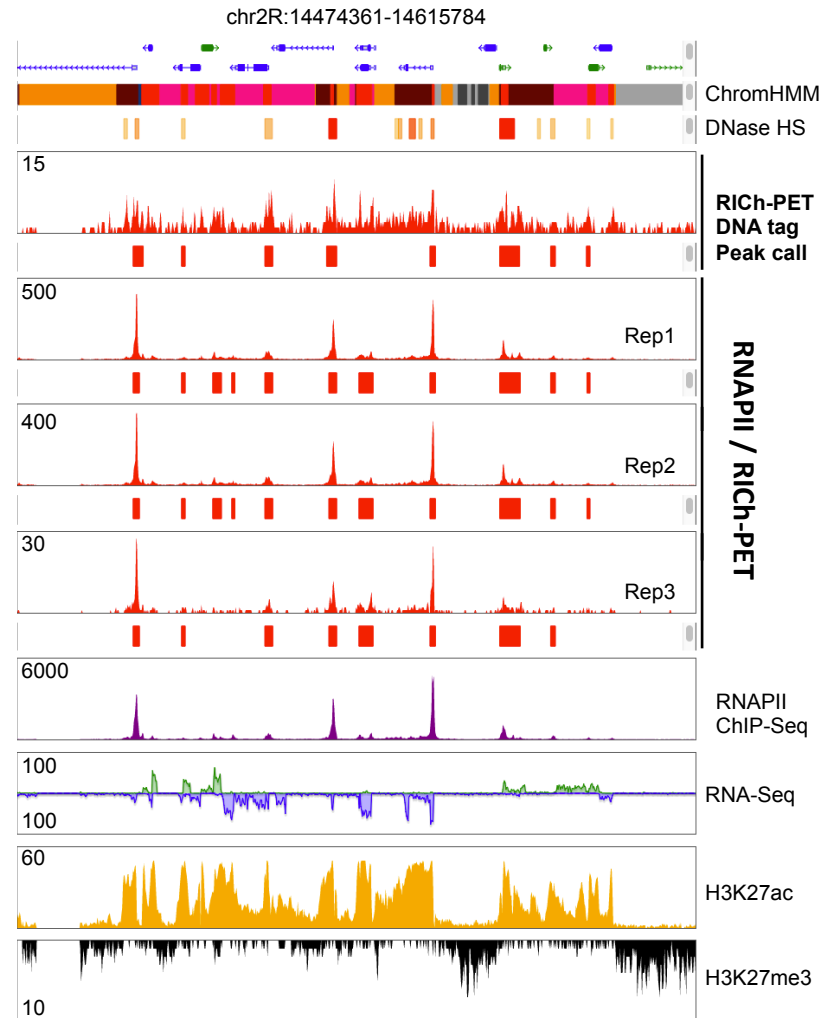 chr2R:14474361-14615784
ChromHMM
DNase HS
15
RICh-PET
DNA tag
Peak call
500
Rep1
400
Rep2
30
Rep3
RNAPII / RICh-PET
6000
RNAPII
ChIP-Seq
100
RNA-Seq
100
60
H3K27ac
H3K27me3
10